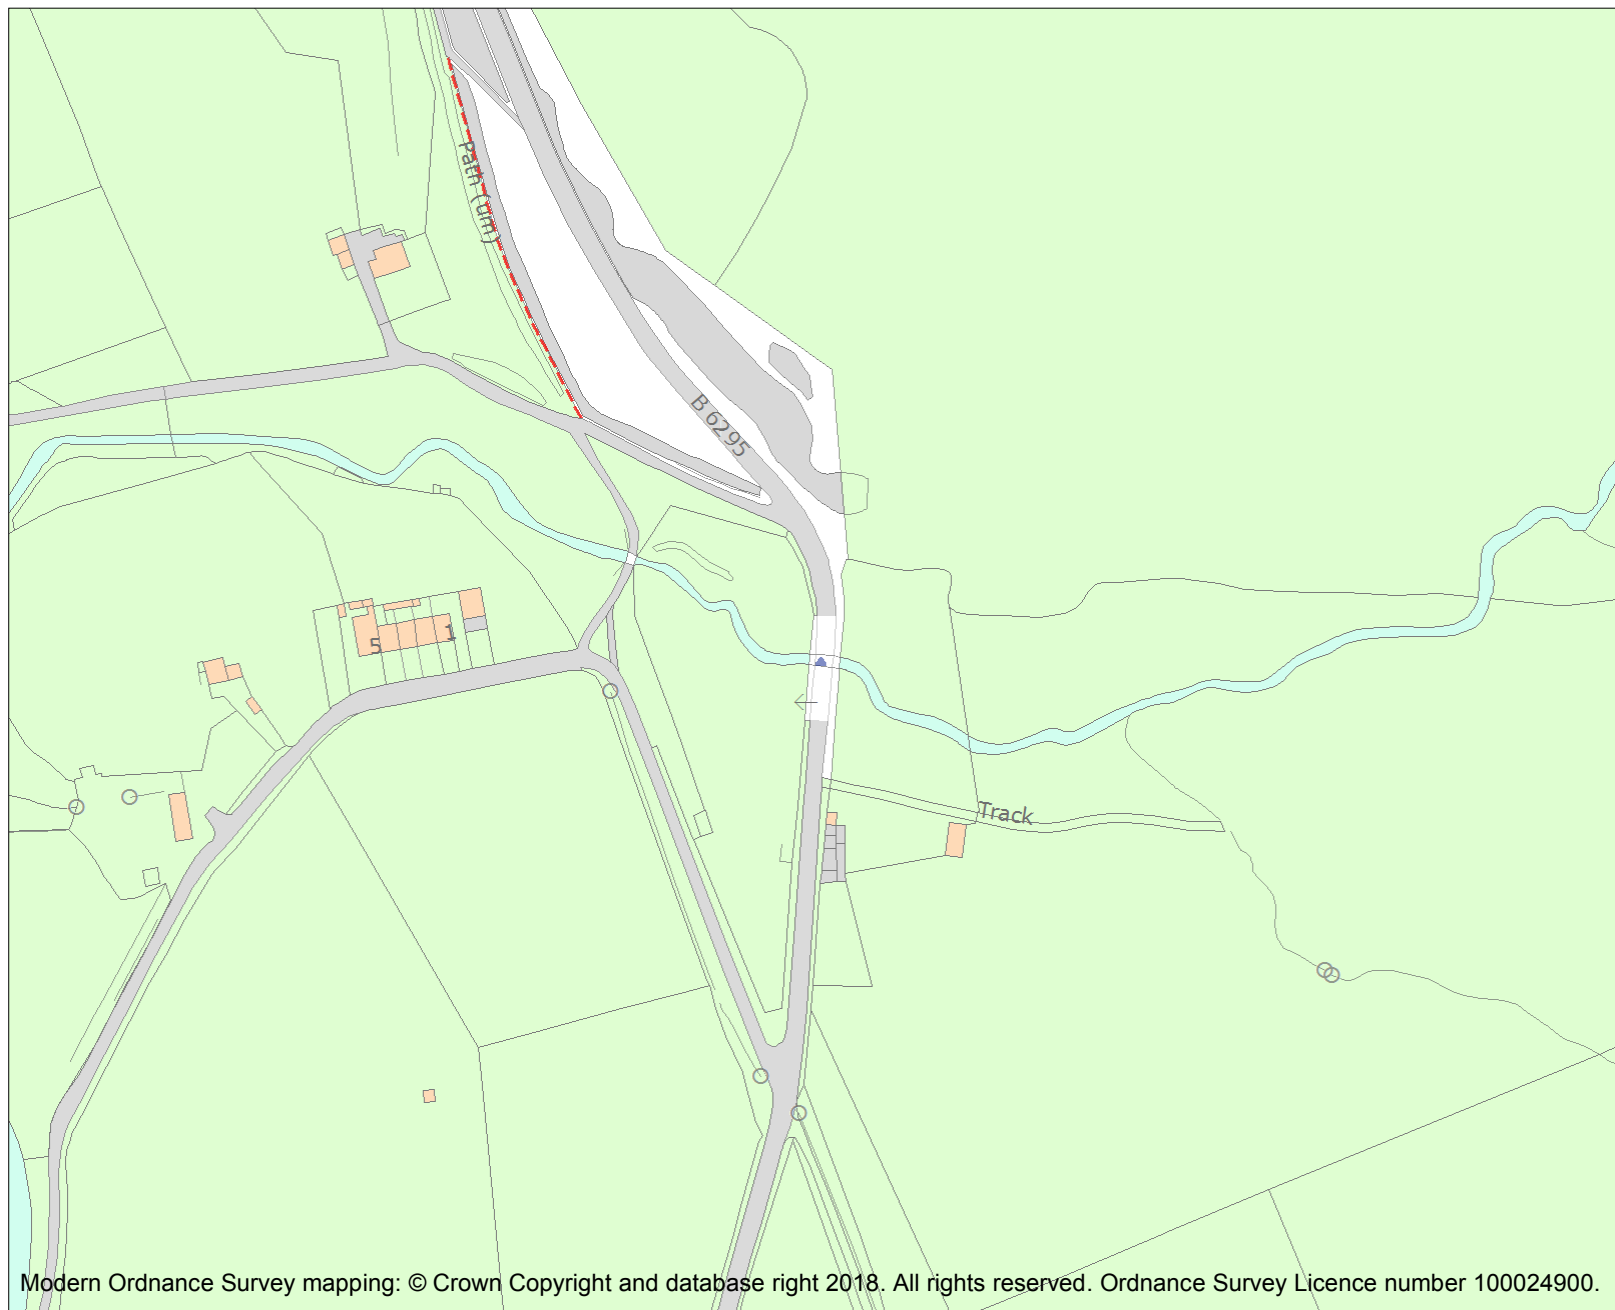 Path (um)
B 6295
5
1
Track
Modern Ordnance Survey mapping: © Crown Copyright and database right 2018. All rights reserved. Ordnance Survey Licence number 100024900.